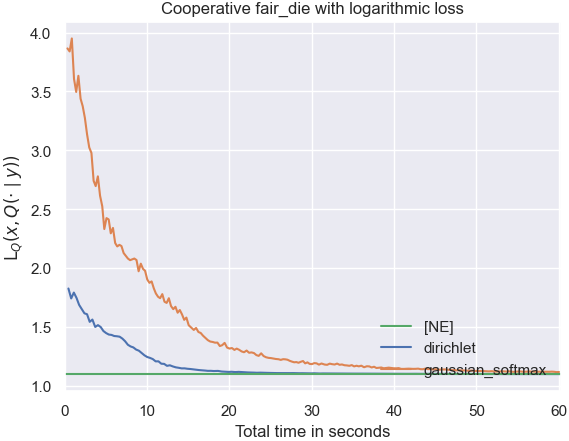 Cooperative fair_die with logarithmic loss
L_Q(x, Q(· | y))
4.0
3.5
3.0
2.5
2.0
1.5
1.0
[NE]
dirichlet
gaussian_softmax
0 10 20 30 40 50 60
Total time in seconds